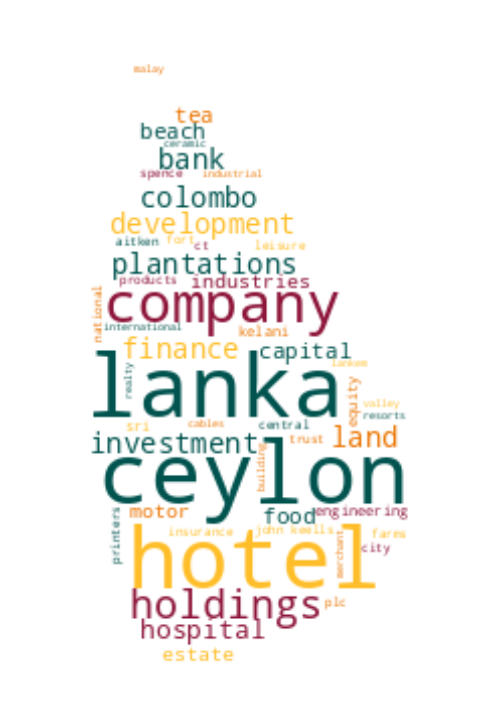 malay
tea
beach
ceramic
bank
spence industrial
colombo
development
aitken fort ct leisure
plantations
products industries
national
company
international
kelani
finance capital
lankem
realty
lanka
equity
valley
resorts
sri cables central
investment trust land
building
ceylon
printers
motor food engineering
insurance john keells farms
hotel
merchant
city
holdings plc
hospital
estate